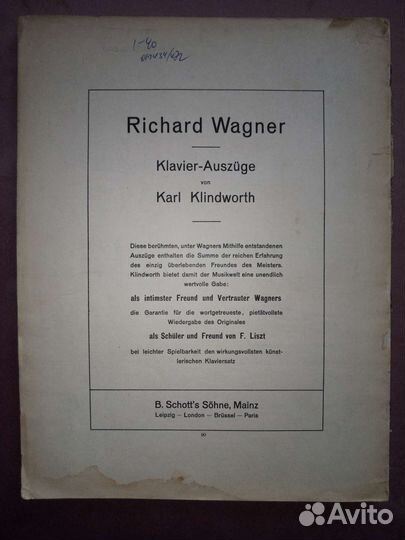 1-40
Richard Wagner
Klavier-Auszüge
von
Karl Klindworth
Diese berühmten, unter Wagners Mithilfe entstandenen
Auszüge enthalten die Summe der reichen Erfahrung
des einzig überlebenden Freundes des Meisters.
Klindworth bietet damit der Musikwelt eine unendlich
wertvolle Gabe:
als intimster Freund und Vertrauter Wagners
die Garantie für die wortgetreueste, pietätvollste
Wiedergabe des Originales
als Schüler und Freund von F. Liszt
bei leichter Spielbarkeit den wirkungsvollsten künst-
lerischen Klaviersatz
B. Schott's Söhne, Mainz
Leipzig — London — Brüssel — Paris
Avito